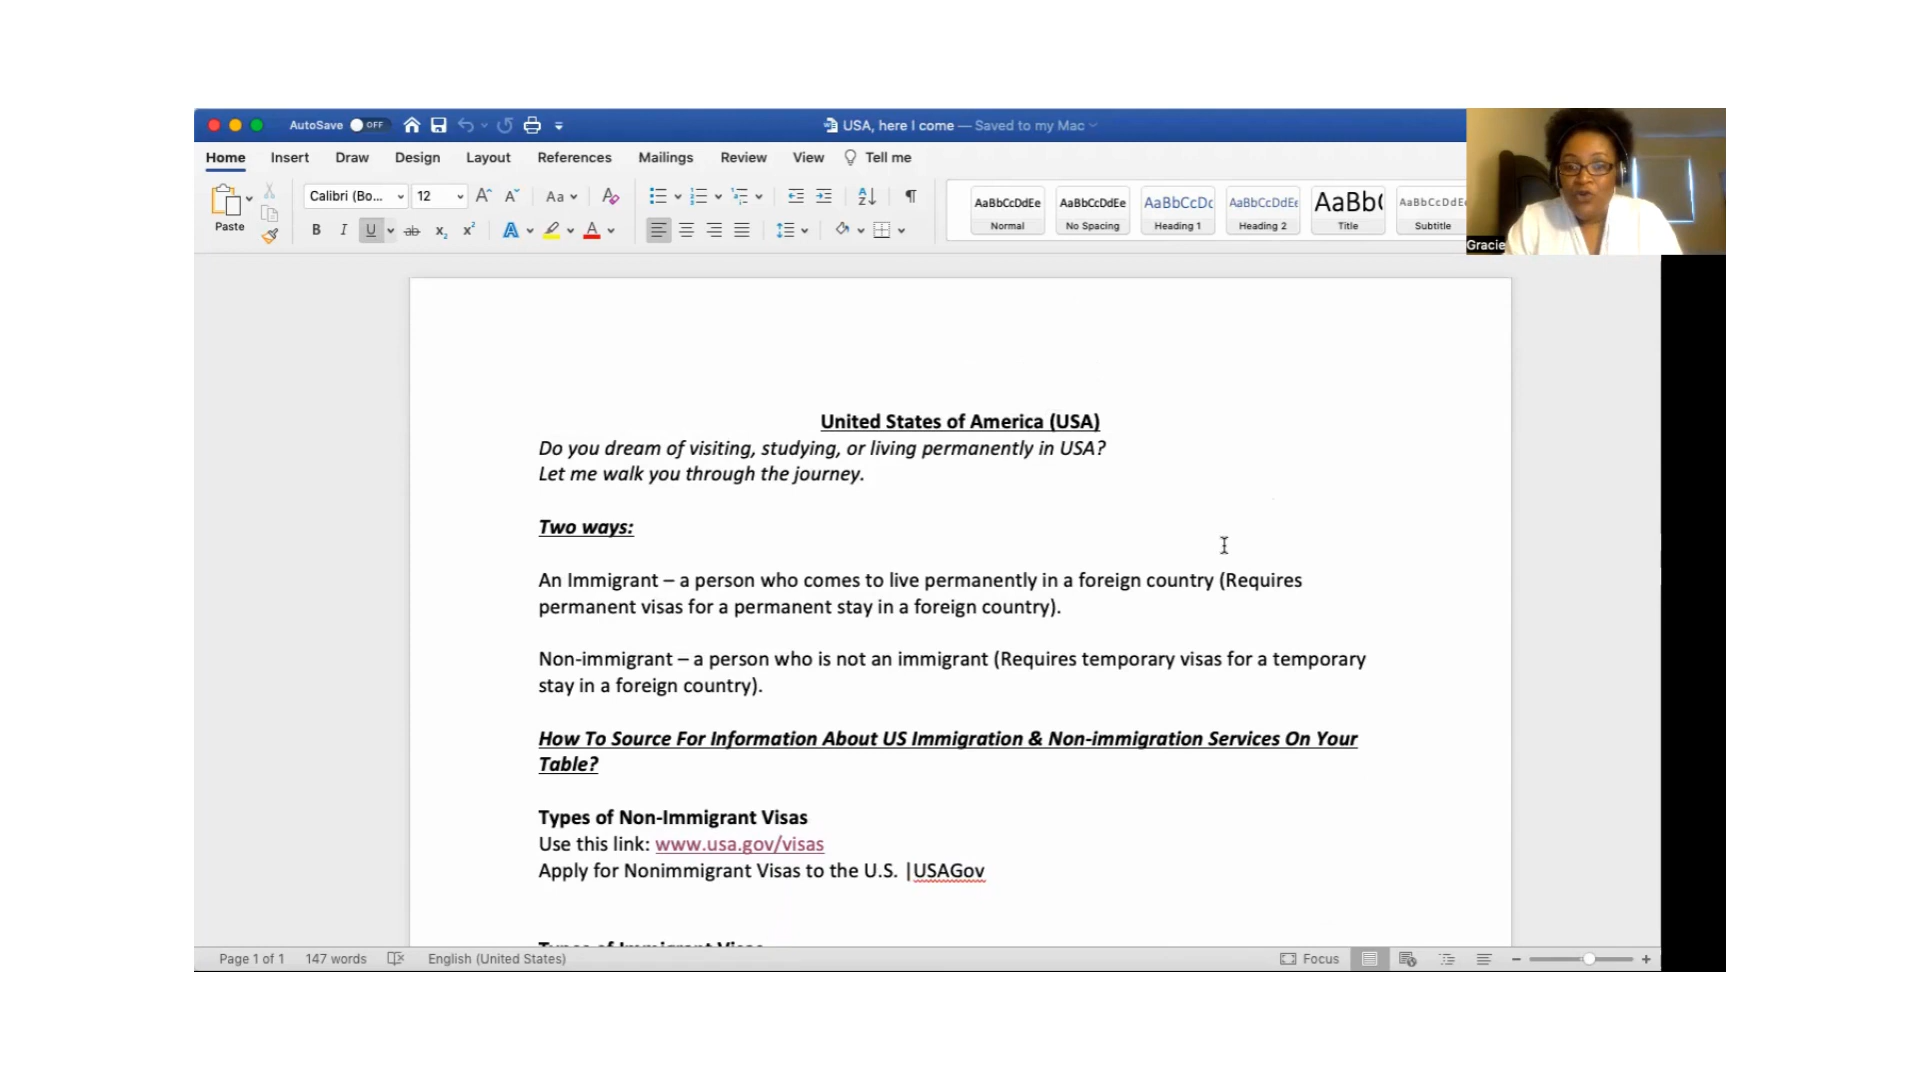 AutoSave OFF
USA, here I come — Saved to my Mac
Home Insert Draw Design Layout References Mailings Review View Tell me
Paste
Calibri (Bo... 12 Aa
AaBbCcDdEe Normal
AaBbCcDdEe No Spacing
AaBbCcDc Heading 1
AaBbCcDdEe Heading 2
AaBb( Title
AaBbCcDdEe Subtitle
Gracie
United States of America (USA)
Do you dream of visiting, studying, or living permanently in USA?
Let me walk you through the journey.
Two ways:
An Immigrant – a person who comes to live permanently in a foreign country (Requires
permanent visas for a permanent stay in a foreign country).
Non-immigrant – a person who is not an immigrant (Requires temporary visas for a temporary
stay in a foreign country).
How To Source For Information About US Immigration & Non-immigration Services On Your
Table?
Types of Non-Immigrant Visas
Use this link: www.usa.gov/visas
Apply for Nonimmigrant Visas to the U.S. |USAGov
Types of Immigrant Visas
Page 1 of 1 147 words English (United States) Focus